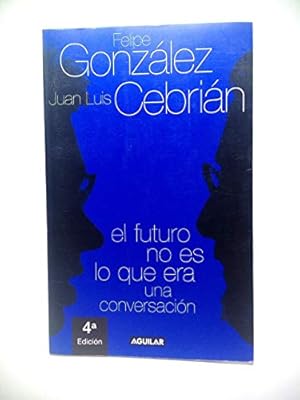 Felipe
González
Juan Luis Cebrián
el futuro
no es
lo que era
una
conversación
4ª
Edición
AGUILAR